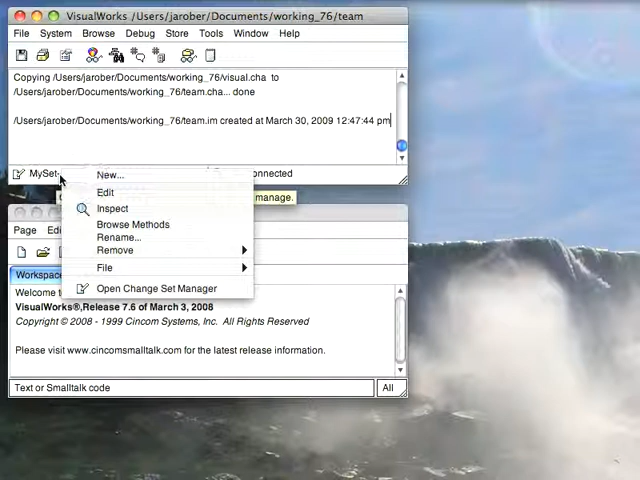 VisualWorks /Users/jarober/Documents/working_76/team
File System Browse Debug Store Tools Window Help
Copying /Users/jarober/Documents/working_76/visual.cha to
/Users/jarober/Documents/working_76/team.cha... done
/Users/jarober/Documents/working_76/team.im created at March 30, 2009 12:47:44 pm
MySet
New...
Edit
manage.
Inspect
Browse Methods
Rename...
Remove
File
Open Change Set Manager
Page
Welcome
VisualWorks®,Release 7.6 of March 3, 2008
Copyright © 2008 - 1999 Cincom Systems, Inc. All Rights Reserved
Please visit www.cincomsmalltalk.com for the latest release information.
Text or Smalltalk code All